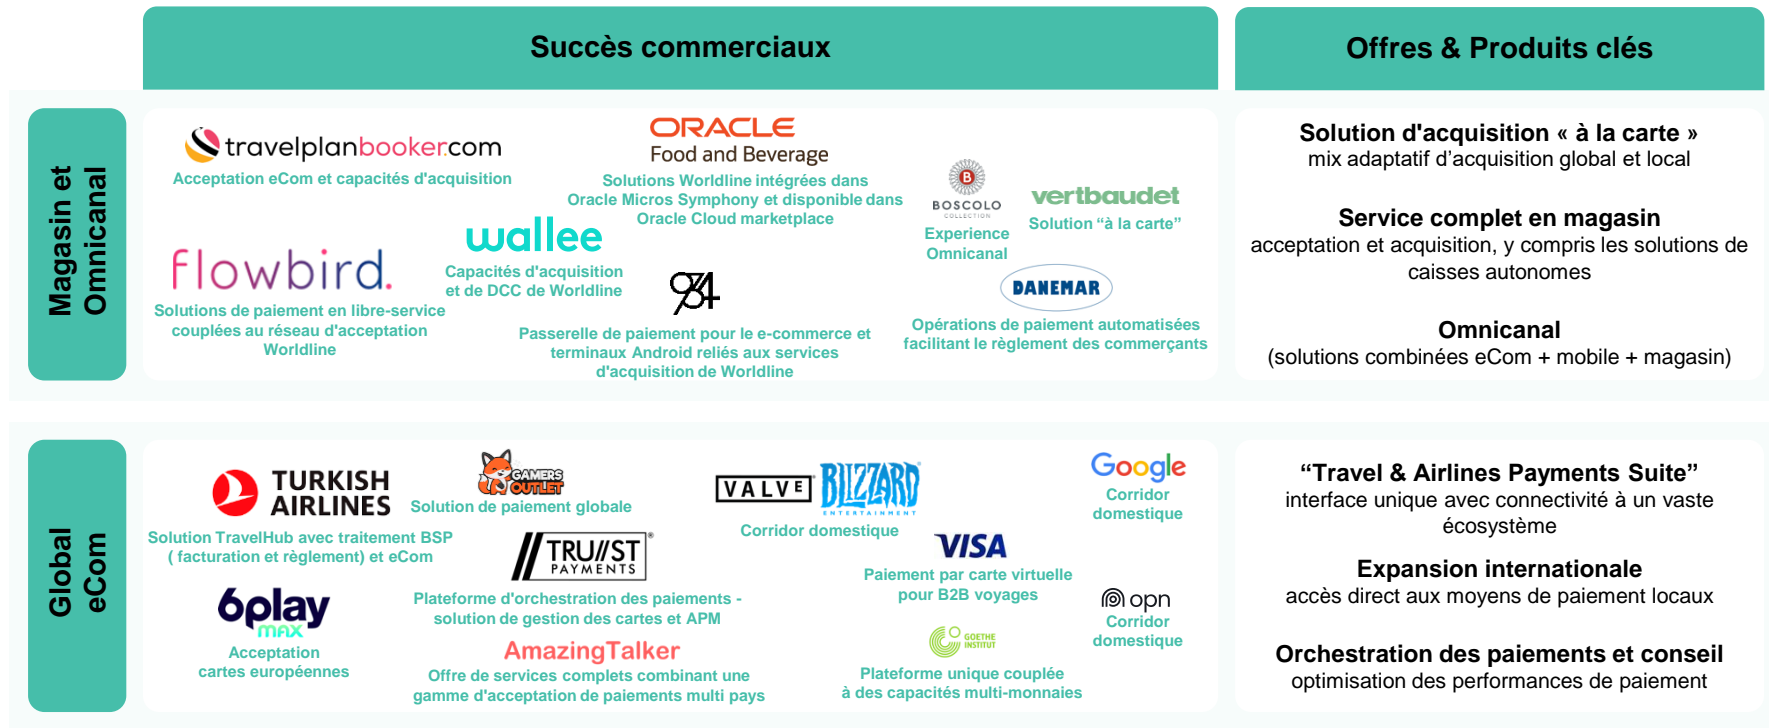 Succès commerciaux
Offres & Produits clés
Magasin et
Omnicanal
travelplanbooker.com
Acceptation eCom et capacités d'acquisition
ORACLE
Food and Beverage
Solutions Worldline intégrées dans
Oracle Micros Symphony et disponible dans
Oracle Cloud marketplace
B
BOSCOLO
COLLECTION
Experience
Omnicanal
vertbaudet
Solution “à la carte”
flowbird.
Solutions de paiement en libre-service
couplées au réseau d'acceptation
Worldline
wallee
Capacités d'acquisition
et de DCC de Worldline
934
Passerelle de paiement pour le e-commerce et
terminaux Android reliés aux services
d'acquisition de Worldline
DANEMAR
Opérations de paiement automatisées
facilitant le règlement des commerçants
Solution d'acquisition « à la carte »
mix adaptatif d’acquisition global et local
Service complet en magasin
acceptation et acquisition, y compris les solutions de
caisses autonomes
Omnicanal
(solutions combinées eCom + mobile + magasin)
Global
eCom
TURKISH
AIRLINES
Solution TravelHub avec traitement BSP
( facturation et règlement) et eCom
GAMERS
OUTLET
Solution de paiement globale
VALVE
BLIZZARD
ENTERTAINMENT
Corridor domestique
Google
Corridor
domestique
6play
max
Acceptation
cartes européennes
TRU//ST
PAYMENTS
Plateforme d'orchestration des paiements -
solution de gestion des cartes et APM
AmazingTalker
Offre de services complets combinant une
gamme d'acceptation de paiements multi pays
VISA
Paiement par carte virtuelle
pour B2B voyages
GOETHE
INSTITUT
Plateforme unique couplée
à des capacités multi-monnaies
opn
Corridor
domestique
“Travel & Airlines Payments Suite”
interface unique avec connectivité à un vaste
écosystème
Expansion internationale
accès direct aux moyens de paiement locaux
Orchestration des paiements et conseil
optimisation des performances de paiement